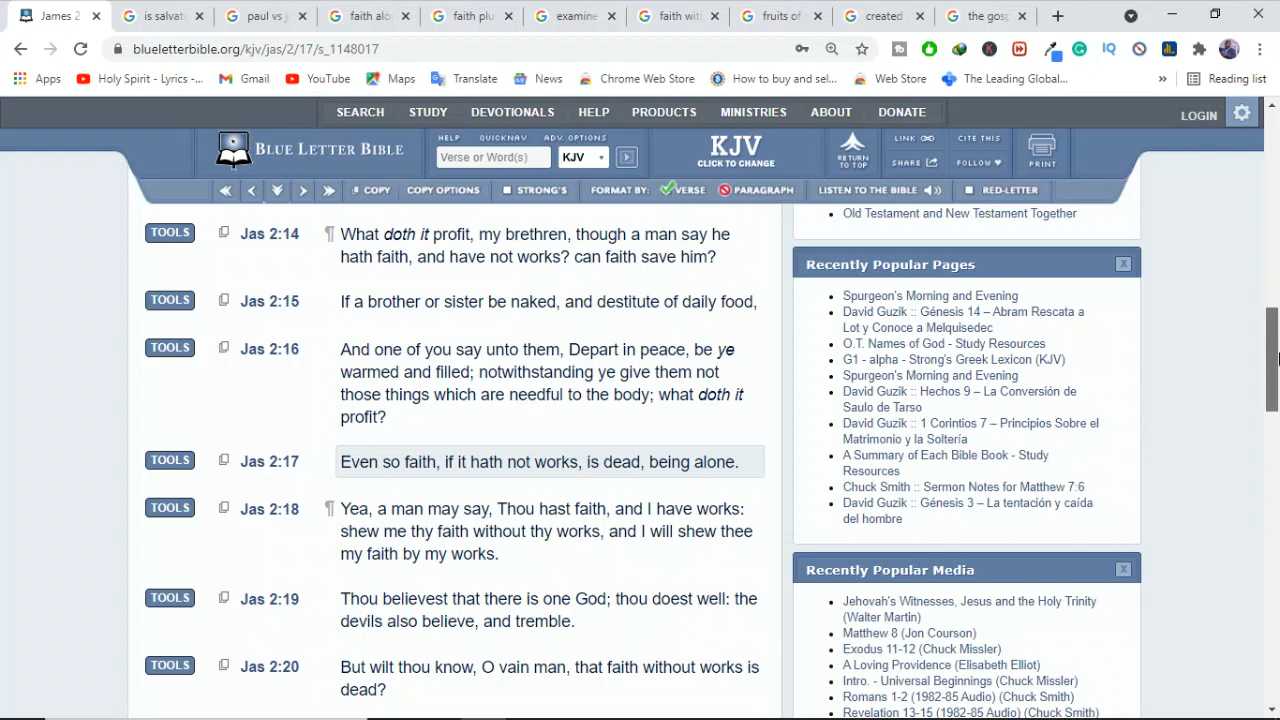 James 2
is salvat
paul vs j
faith alo
faith plu
examine
faith with
fruits of
created
the gosp
blueletterbible.org/kjv/jas/2/17/s_1148017
Apps
Holy Spirit - Lyrics -...
Gmail
YouTube
Maps
Translate
News
Chrome Web Store
How to buy and sel...
Web Store
The Leading Global...
»
Reading list
SEARCH STUDY DEVOTIONALS HELP PRODUCTS MINISTRIES ABOUT DONATE
LOGIN
BLUE LETTER BIBLE
HELP QUICKNAV ADV. OPTIONS
Verse or Word(s)
KJV
KJV
CLICK TO CHANGE
RETURN
TO TOP
LINK
SHARE
CITE THIS
FOLLOW
PRINT
COPY COPY OPTIONS STRONG'S FORMAT BY: VERSE PARAGRAPH LISTEN TO THE BIBLE RED-LETTER
TOOLS Jas 2:14 ¶ What doth it profit, my brethren, though a man say he
hath faith, and have not works? can faith save him?
TOOLS Jas 2:15 If a brother or sister be naked, and destitute of daily food,
TOOLS Jas 2:16 And one of you say unto them, Depart in peace, be ye
warmed and filled; notwithstanding ye give them not
those things which are needful to the body; what doth it
profit?
TOOLS Jas 2:17 Even so faith, if it hath not works, is dead, being alone.
TOOLS Jas 2:18 ¶ Yea, a man may say, Thou hast faith, and I have works:
shew me thy faith without thy works, and I will shew thee
my faith by my works.
TOOLS Jas 2:19 Thou believest that there is one God; thou doest well: the
devils also believe, and tremble.
TOOLS Jas 2:20 But wilt thou know, O vain man, that faith without works is
dead?
Old Testament and New Testament Together
Recently Popular Pages
Spurgeon's Morning and Evening
David Guzik :: Génesis 14 – Abram Rescata a
Lot y Conoce a Melquisedec
O.T. Names of God - Study Resources
G1 - alpha - Strong's Greek Lexicon (KJV)
Spurgeon's Morning and Evening
David Guzik :: Hechos 9 – La Conversión de
Saulo de Tarso
David Guzik :: 1 Corintios 7 – Principios Sobre el
Matrimonio y la Soltería
A Summary of Each Bible Book - Study
Resources
Chuck Smith :: Sermon Notes for Matthew 7:6
David Guzik :: Génesis 3 – La tentación y caída
del hombre
Recently Popular Media
Jehovah's Witnesses, Jesus and the Holy Trinity
(Walter Martin)
Matthew 8 (Jon Courson)
Exodus 11-12 (Chuck Missler)
A Loving Providence (Elisabeth Elliot)
Intro. - Universal Beginnings (Chuck Missler)
Romans 1-2 (1982-85 Audio) (Chuck Smith)
Revelation 13-15 (1982-85 Audio) (Chuck Smith)